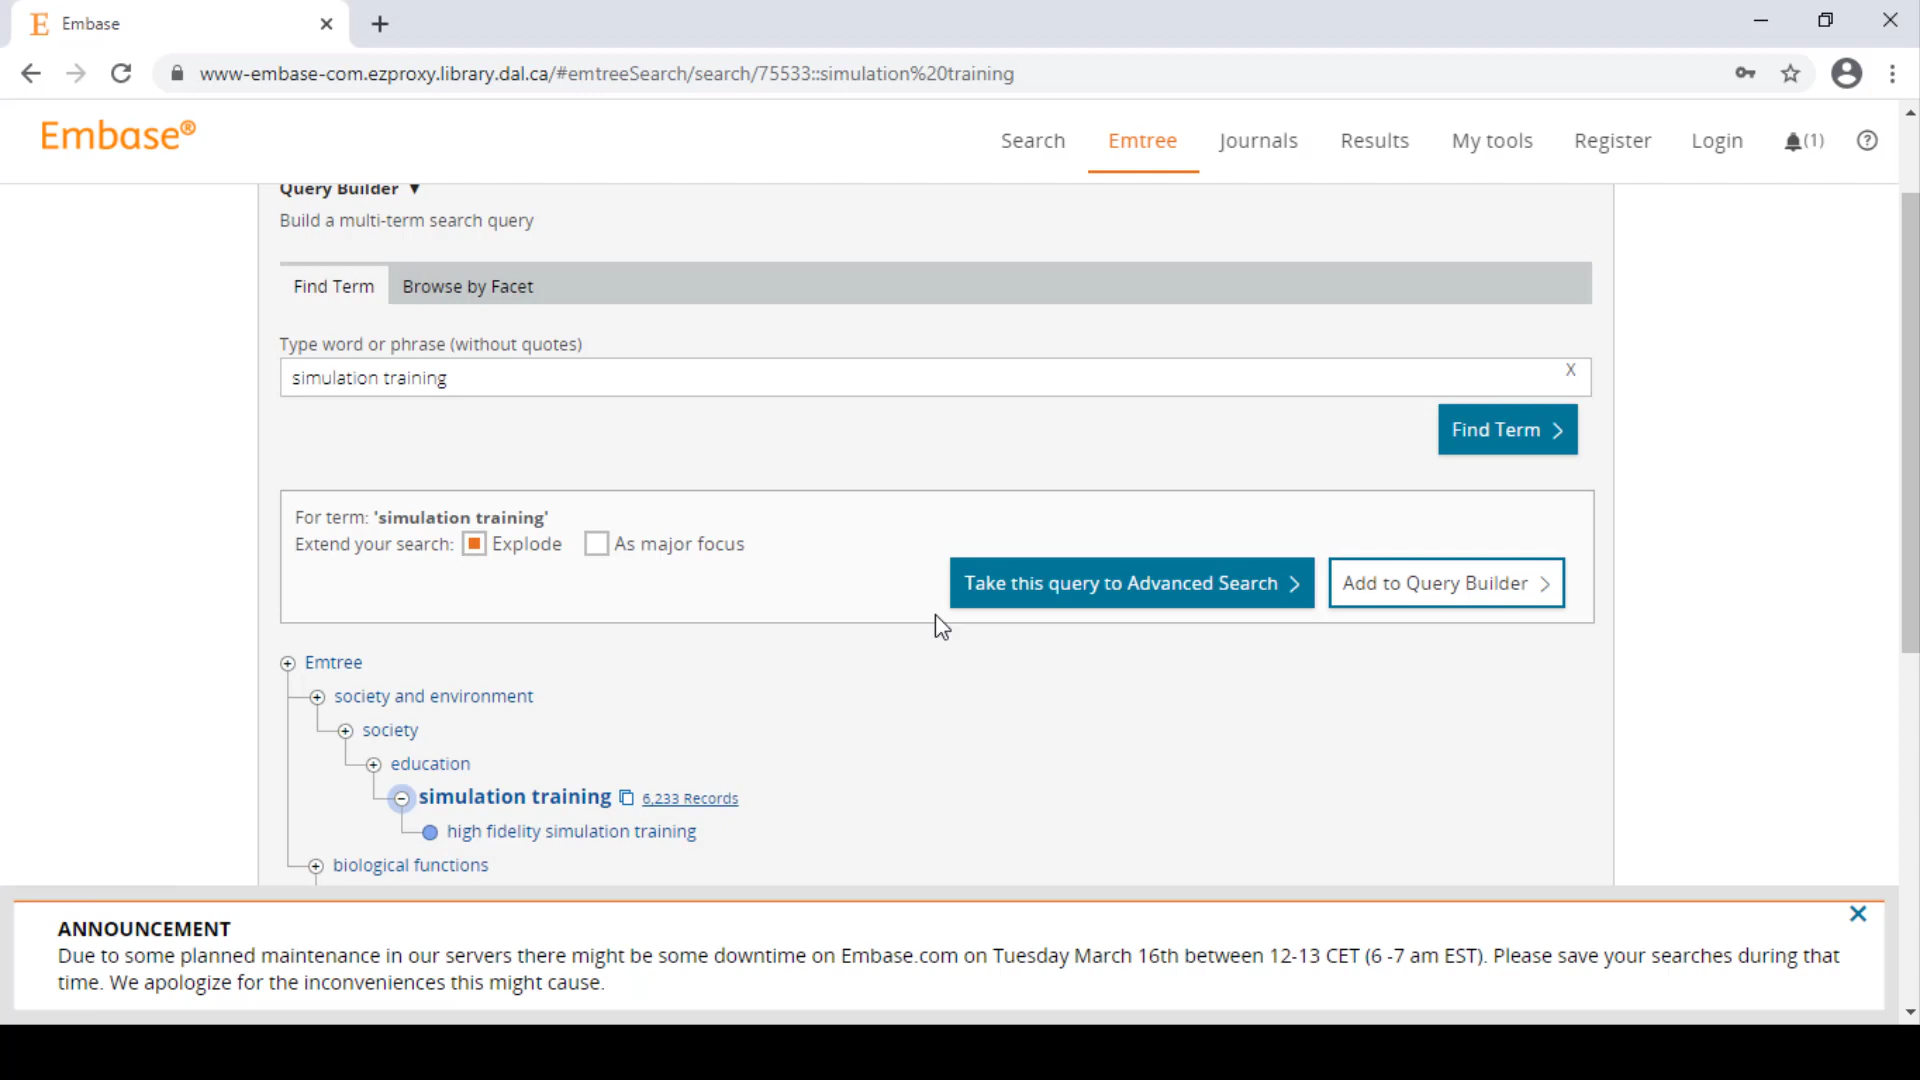 Embase
www-embase-com.ezproxy.library.dal.ca/#emtreeSearch/search/75533::simulation%20training
Embase®
Search Emtree Journals Results My tools Register Login (1)
Query Builder ▼
Build a multi-term search query
Find Term Browse by Facet
Type word or phrase (without quotes)
simulation training X
Find Term >
For term: 'simulation training'
Extend your search: Explode As major focus
Take this query to Advanced Search > Add to Query Builder >
Emtree
society and environment
society
education
simulation training 6,233 Records
high fidelity simulation training
biological functions
ANNOUNCEMENT
Due to some planned maintenance in our servers there might be some downtime on Embase.com on Tuesday March 16th between 12-13 CET (6 -7 am EST). Please save your searches during that
time. We apologize for the inconveniences this might cause.